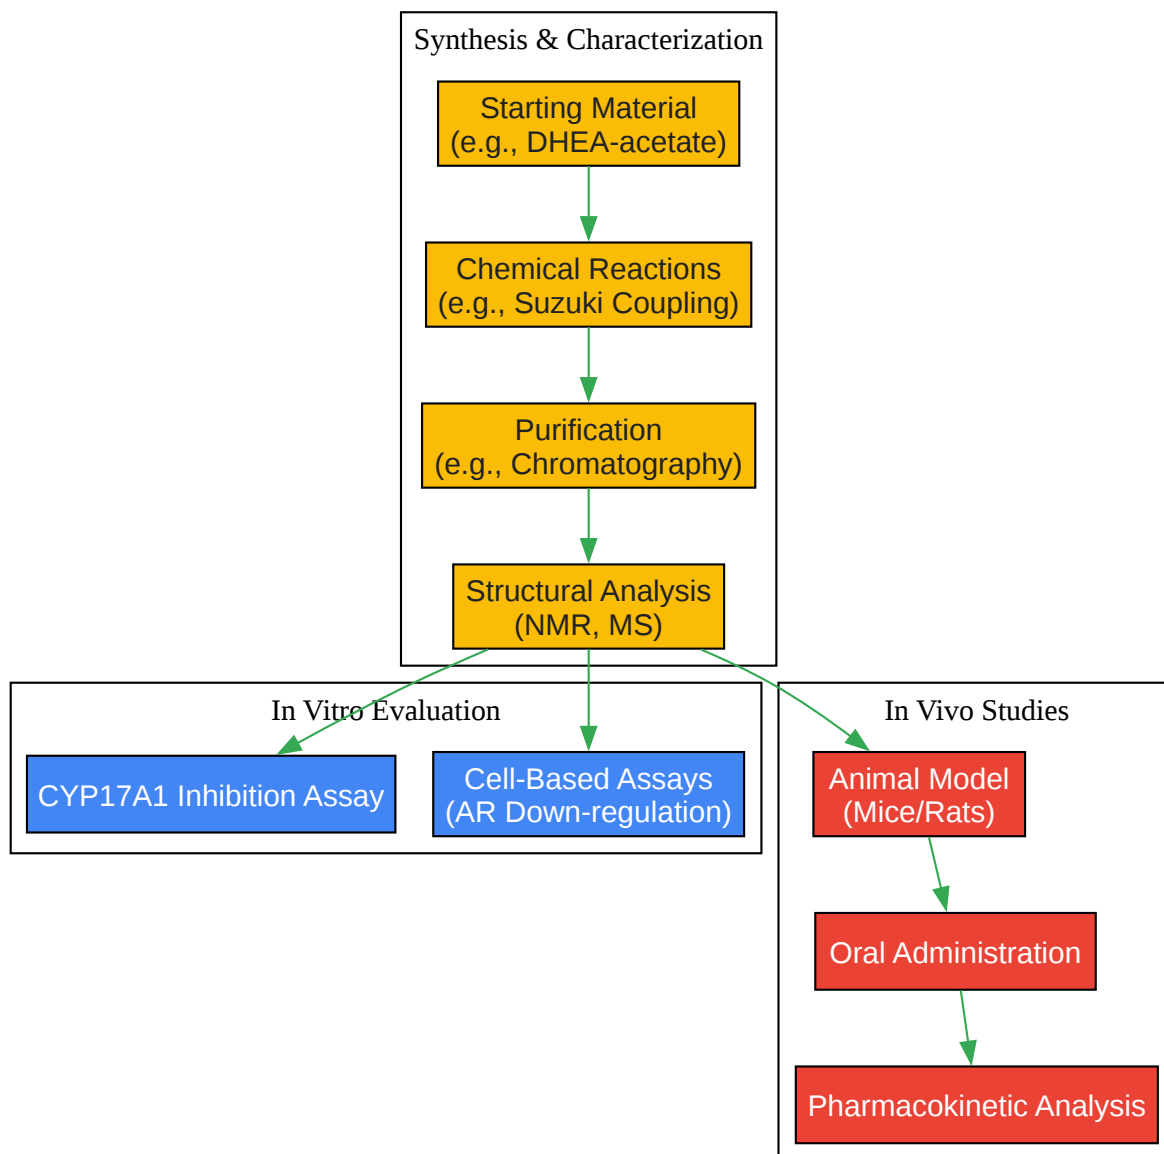 Synthesis & Characterization
Starting Material
(e.g., DHEA-acetate)
Chemical Reactions
(e.g., Suzuki Coupling)
Purification
(e.g., Chromatography)
Structural Analysis
(NMR, MS)
In Vitro Evaluation
CYP17A1 Inhibition Assay
Cell-Based Assays
(AR Down-regulation)
In Vivo Studies
Animal Model
(Mice/Rats)
Oral Administration
Pharmacokinetic Analysis